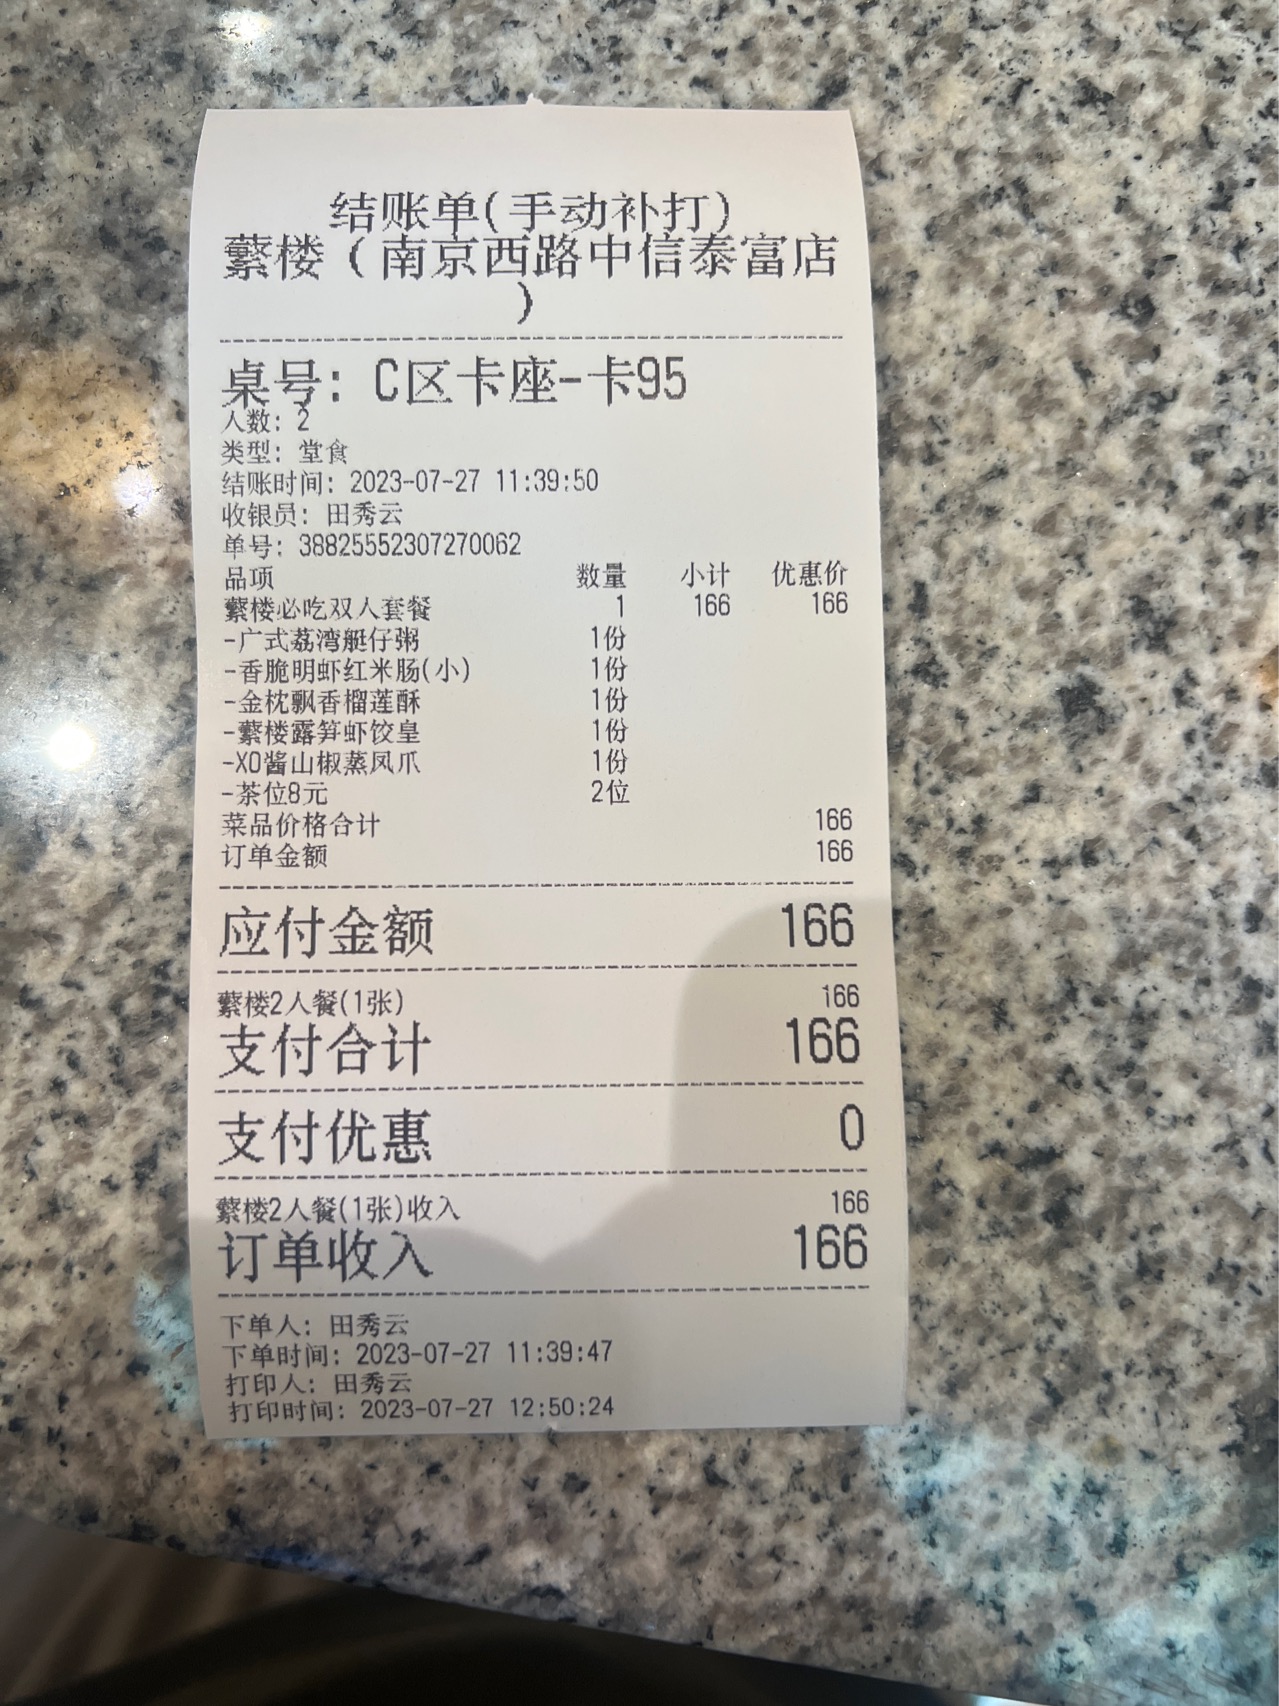 结账单(手动补打)
蘩楼（南京西路中信泰富店
）
桌号: C区卡座-卡95
人数: 2
类型: 堂食
结账时间: 2023-07-27 11:39:50
收银员: 田秀云
单号: 388255552307270062
品项 数量 小计 优惠价
蘩楼必吃双人套餐 1 166 166
-广式荔湾艇仔粥 1份
-香脆明虾红米肠(小) 1份
-金枕飘香榴莲酥 1份
-蘩楼露笋虾饺皇 1份
-XO酱山椒蒸凤爪 1份
-茶位8元 2位
菜品价格合计 166
订单金额 166
应付金额 166
蘩楼2人餐(1张) 166
支付合计 166
支付优惠 0
蘩楼2人餐(1张)收入 166
订单收入 166
下单人: 田秀云
下单时间: 2023-07-27 11:39:47
打印人: 田秀云
打印时间: 2023-07-27 12:50:24